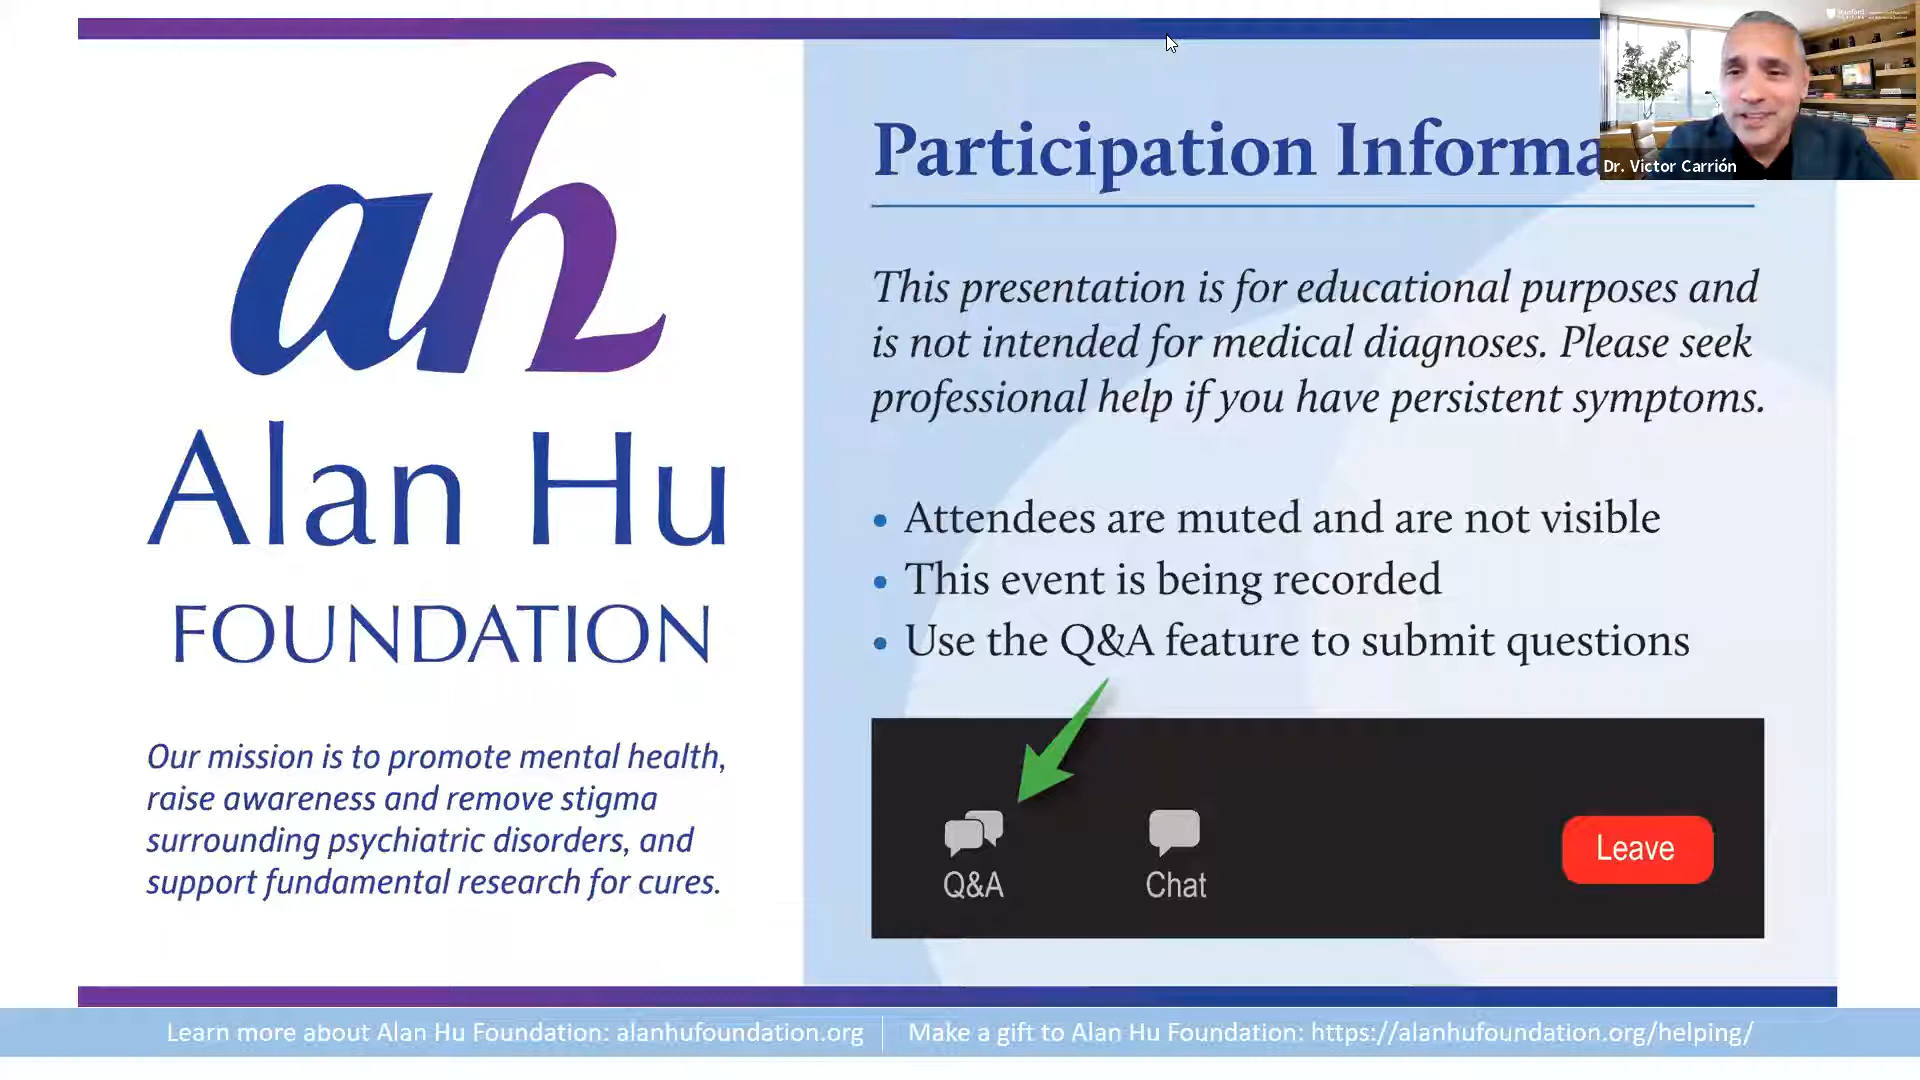 ah
Alan Hu
FOUNDATION
Our mission is to promote mental health,
raise awareness and remove stigma
surrounding psychiatric disorders, and
support fundamental research for cures.
Participation Informa
This presentation is for educational purposes and
is not intended for medical diagnoses. Please seek
professional help if you have persistent symptoms.
• Attendees are muted and are not visible
• This event is being recorded
• Use the Q&A feature to submit questions
Q&A
Chat
Leave
Stanford
Dr. Victor Carrión
Learn more about Alan Hu Foundation: alanhufoundation.org
Make a gift to Alan Hu Foundation: https://alanhufoundation.org/helping/